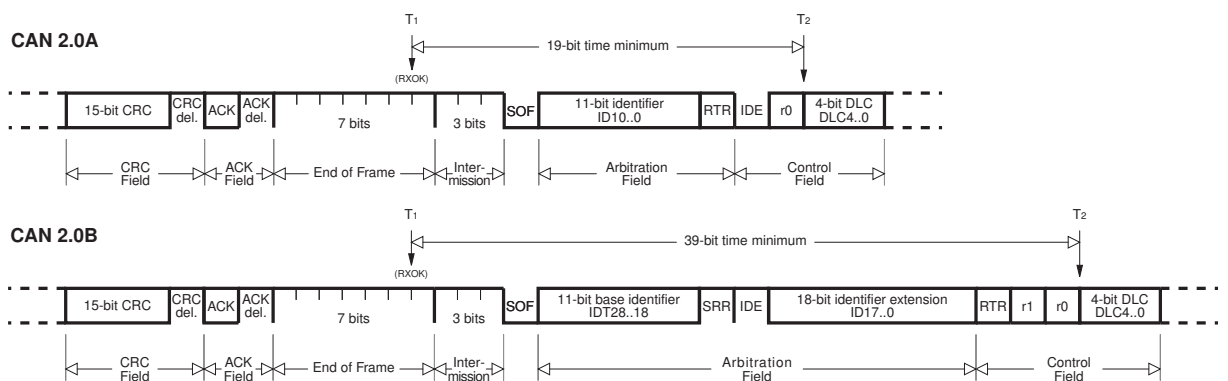 T1
T2
CAN 2.0A
19-bit time minimum
(RXOK)
15-bit CRC
CRC
del.
ACK
ACK
del.
7 bits
3 bits
SOF
11-bit identifier
ID10..0
RTR
IDE
r0
4-bit DLC
DLC4..0
CRC
Field
ACK
Field
End of Frame
Inter-
mission
Arbitration
Field
Control
Field
T1
T2
CAN 2.0B
39-bit time minimum
(RXOK)
15-bit CRC
CRC
del.
ACK
ACK
del.
7 bits
3 bits
SOF
11-bit base identifier
IDT28..18
SRR
IDE
18-bit identifier extension
ID17..0
RTR
r1
r0
4-bit DLC
DLC4..0
CRC
Field
ACK
Field
End of Frame
Inter-
mission
Arbitration
Field
Control
Field